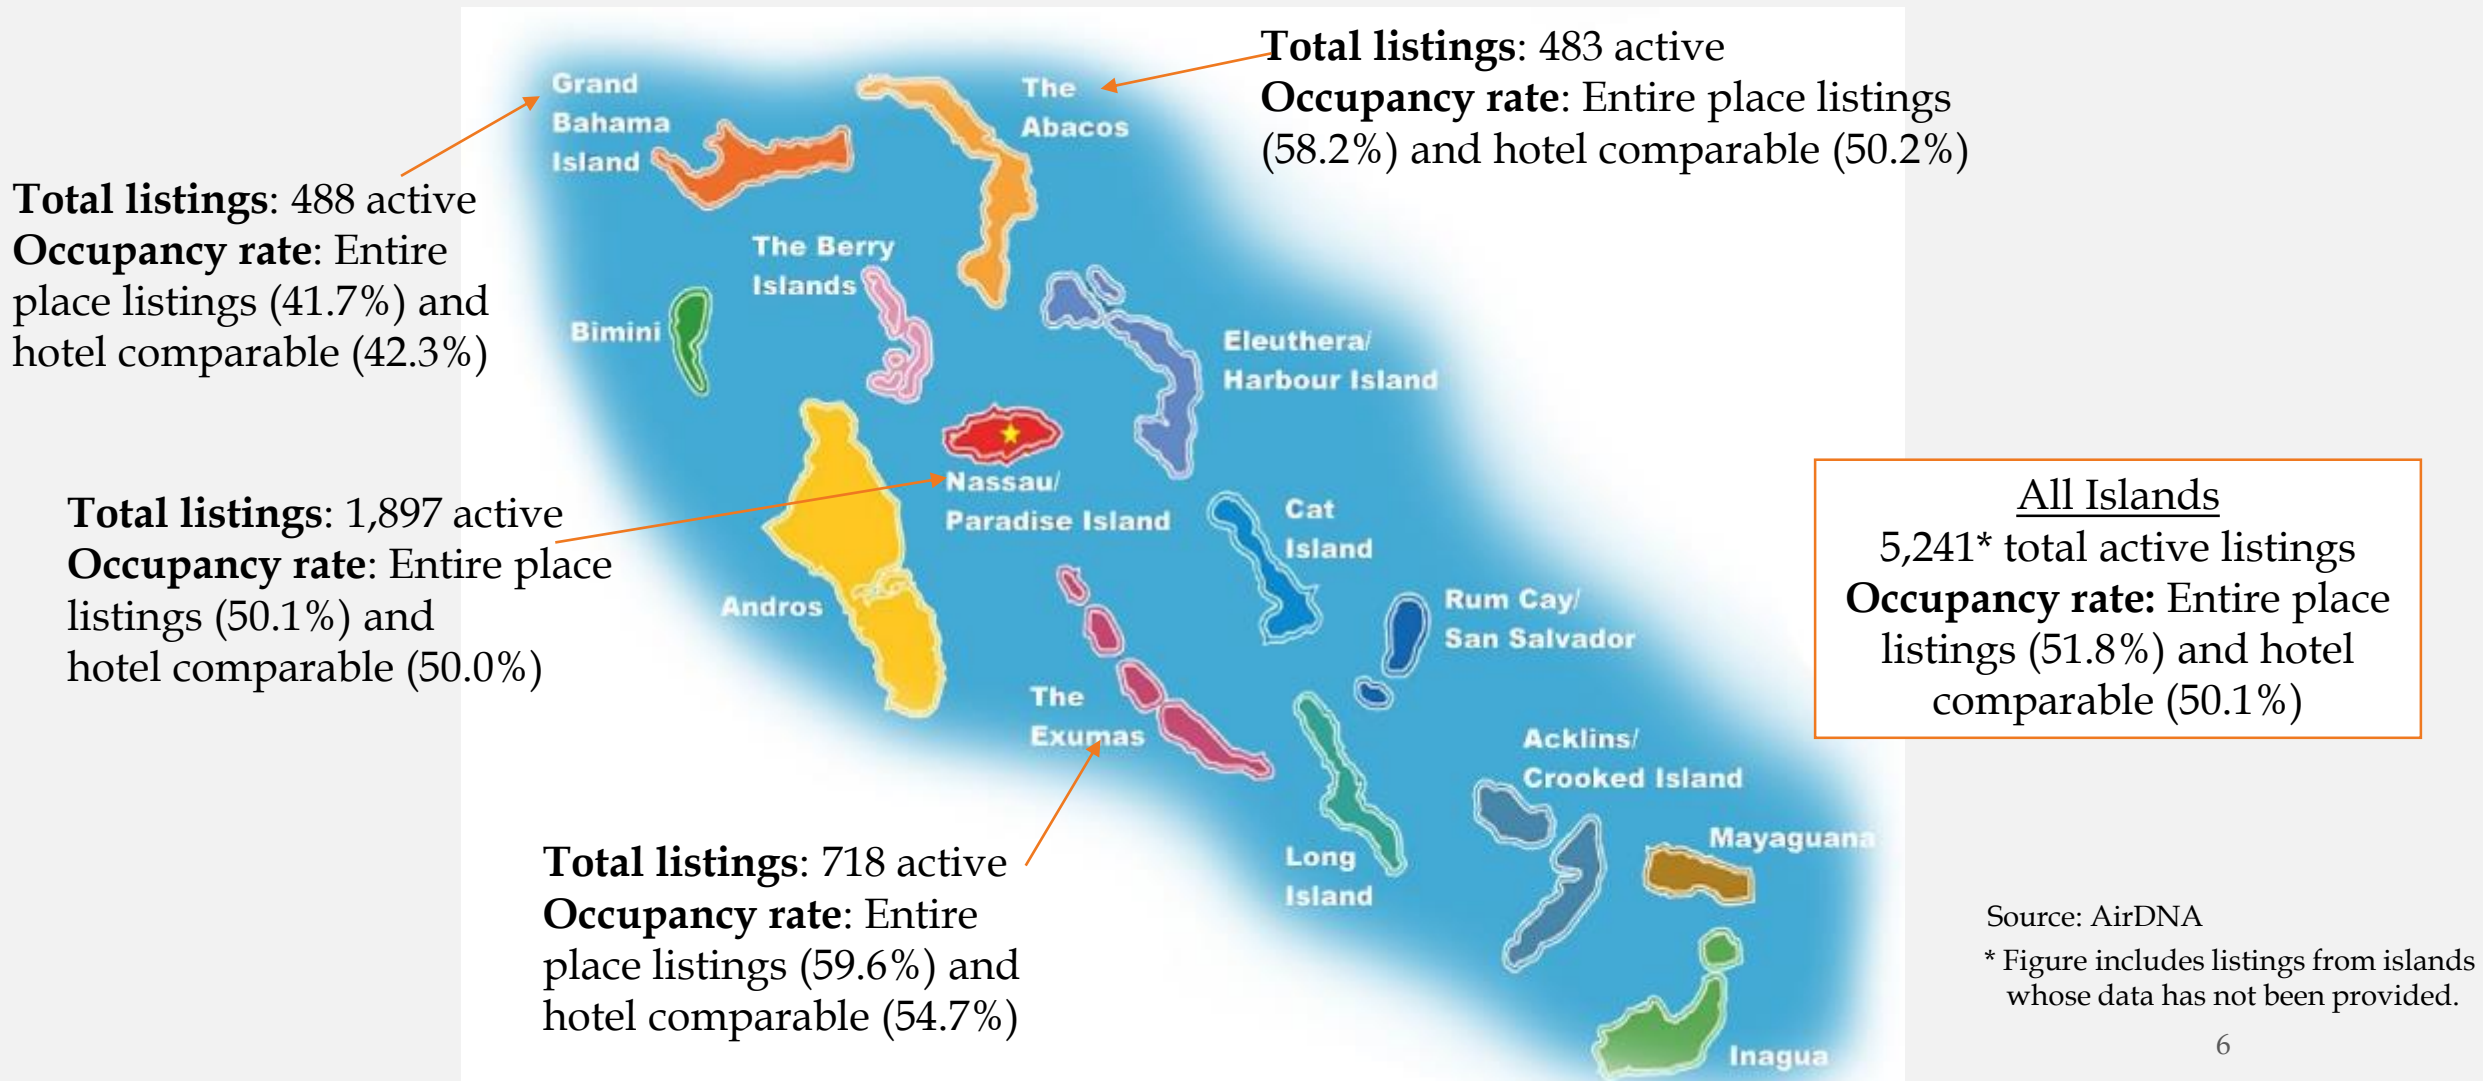 Total listings: 483 active
Occupancy rate: Entire place listings
(58.2%) and hotel comparable (50.2%)
Grand
Bahama
Island
The
Abacos
Total listings: 488 active
Occupancy rate: Entire
place listings (41.7%) and
hotel comparable (42.3%)
The Berry
Islands
Bimini
Eleuthera/
Harbour Island
Nassau/
Paradise Island
Total listings: 1,897 active
Occupancy rate: Entire place
listings (50.1%) and
hotel comparable (50.0%)
Andros
Cat
Island
All Islands
5,241* total active listings
Occupancy rate: Entire place
listings (51.8%) and hotel
comparable (50.1%)
Rum Cay/
San Salvador
The
Exumas
Acklins/
Crooked Island
Mayaguana
Long
Island
Total listings: 718 active
Occupancy rate: Entire
place listings (59.6%) and
hotel comparable (54.7%)
Inagua
Source: AirDNA
* Figure includes listings from islands
whose data has not been provided.
6